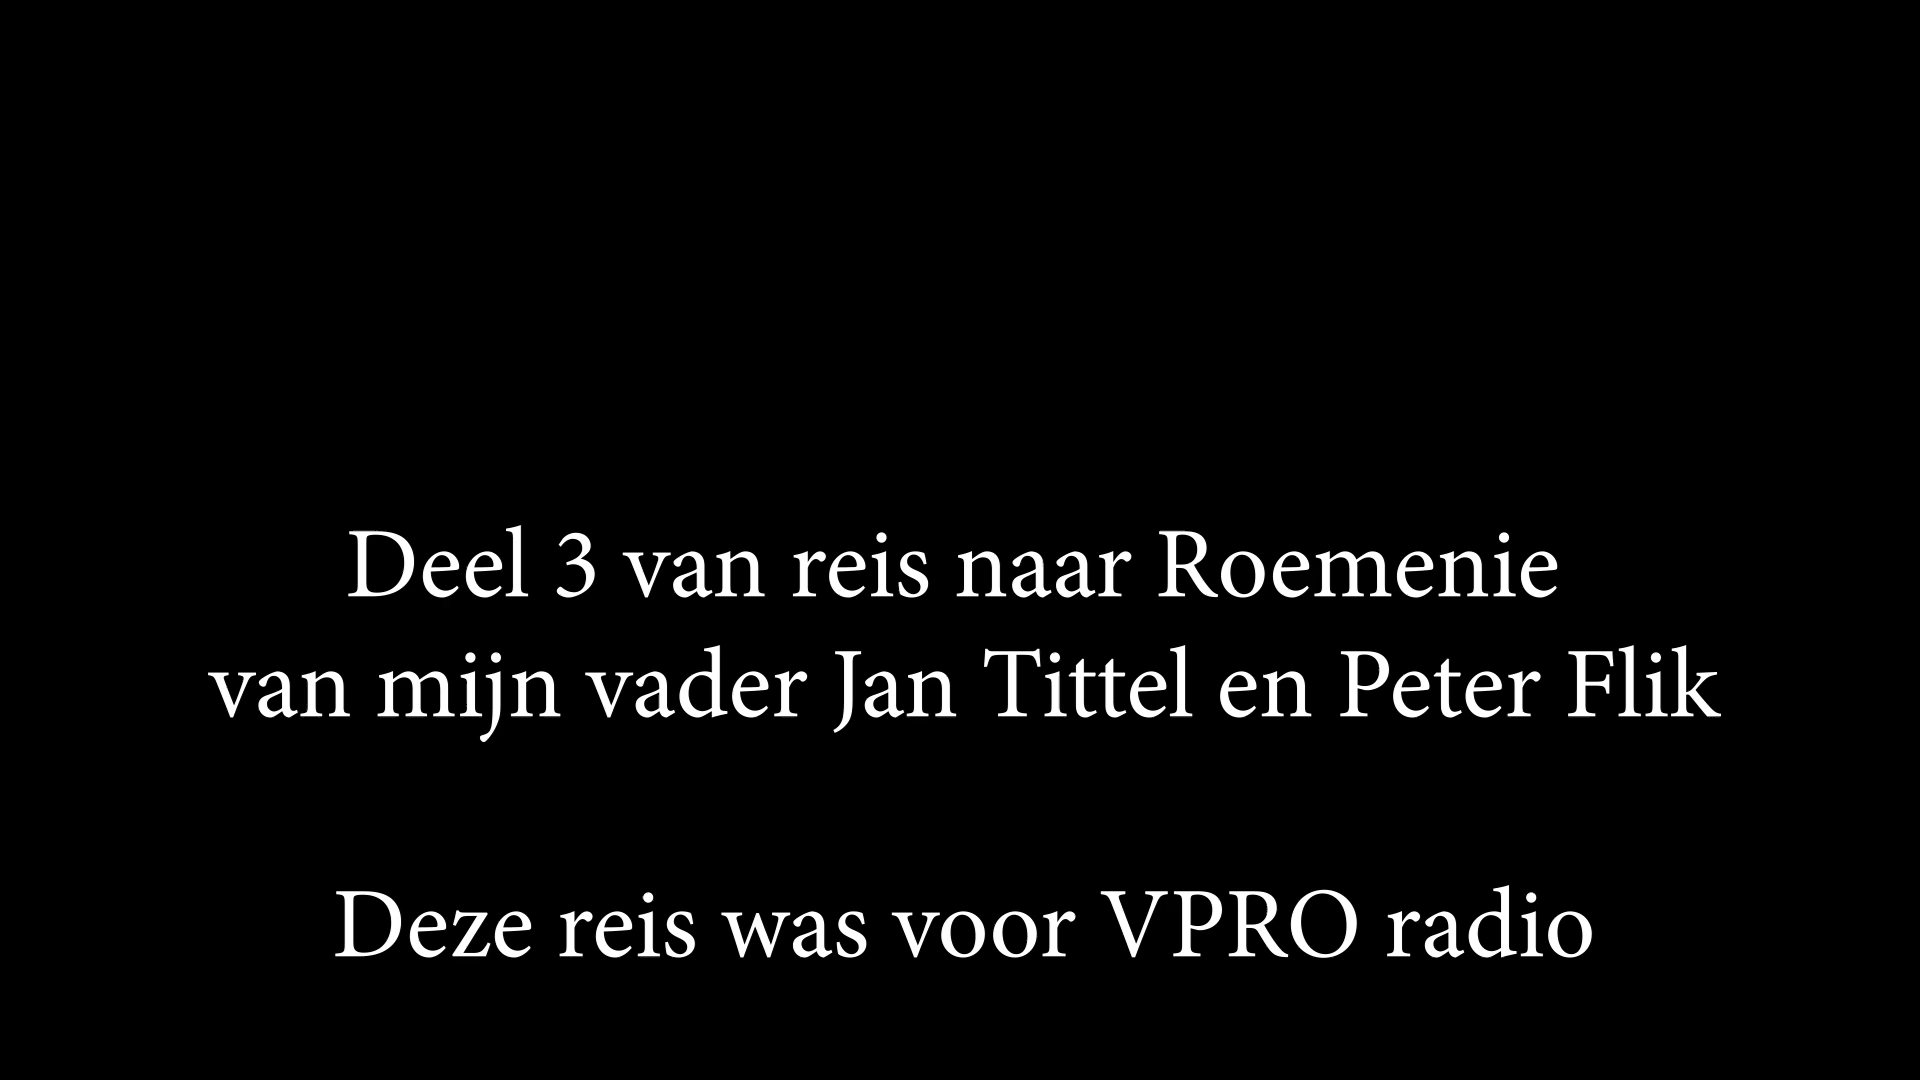 Deel 3 van reis naar Roemenie
van mijn vader Jan Tittel en Peter Flik
Deze reis was voor VPRO radio